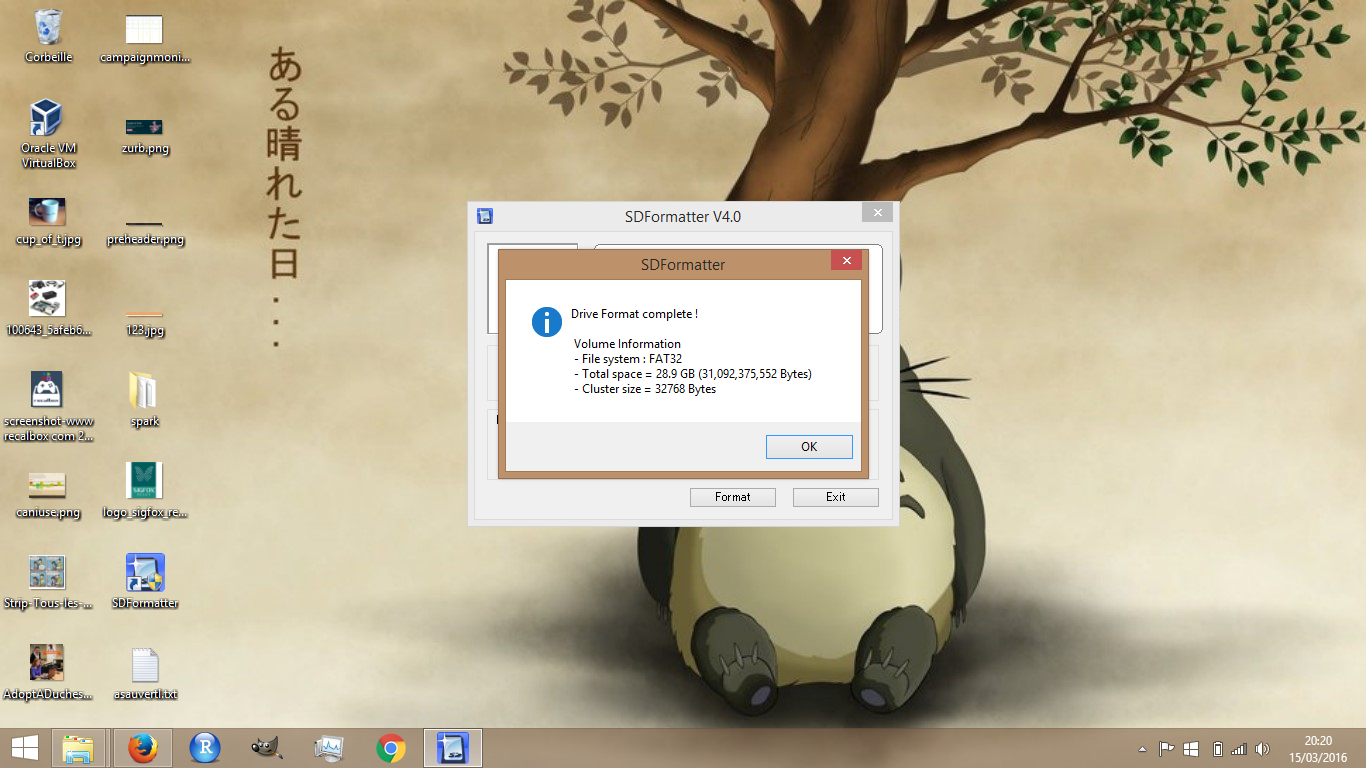 Corbeille
campaignmoni...
Oracle VM
VirtualBox
zurb.png
cup_of_t.jpg
preheader.png
100643_5afeb6...
123.jpg
screenshot-www
recalbox com 2...
spark
caniuse.png
SIGFOX
logo_sigfox_re...
Strip-Tous-les-...
SDFormatter
AdoptADuches...
asauvertl.txt
ある晴れた日...
SDFormatter V4.0
SDFormatter
Drive Format complete !
Volume Information
- File system : FAT32
- Total space = 28.9 GB (31,092,375,552 Bytes)
- Cluster size = 32768 Bytes
OK
Format
Exit
R
20:20
15/03/2016